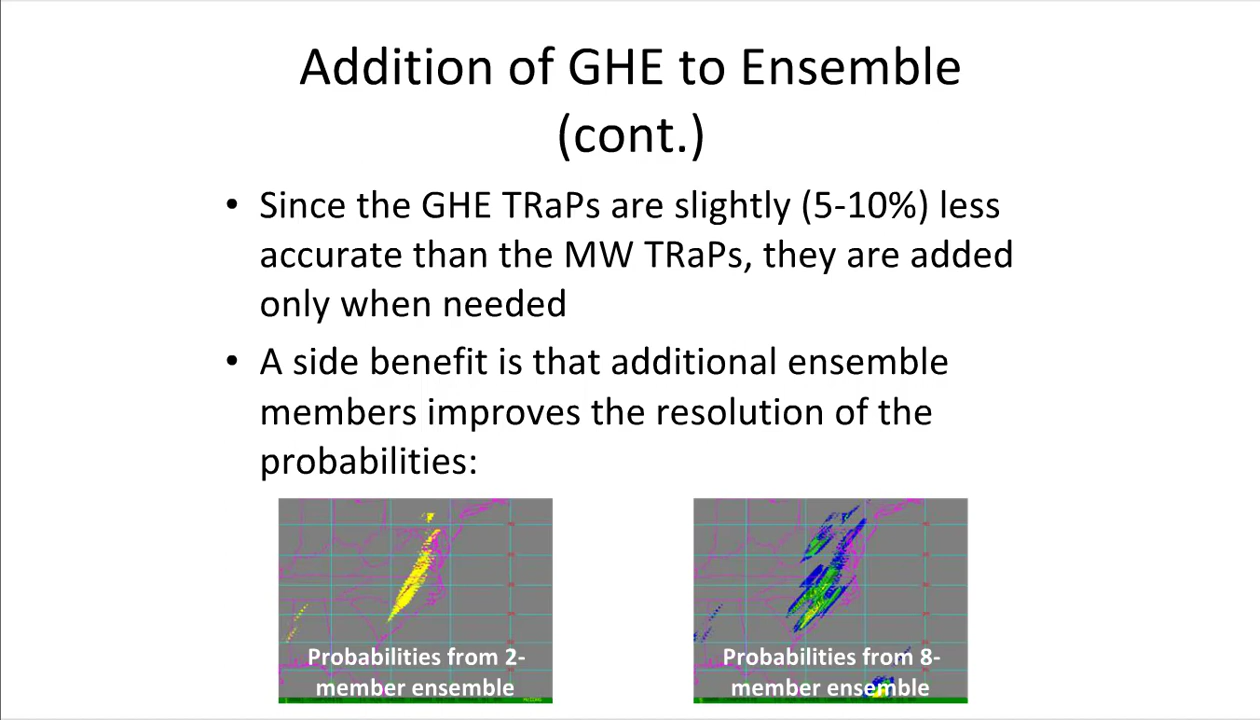 Addition of GHE to Ensemble
(cont.)
• Since the GHE TRaPs are slightly (5-10%) less
accurate than the MW TRaPs, they are added
only when needed
• A side benefit is that additional ensemble
members improves the resolution of the
probabilities:
Probabilities from 2-
member ensemble
Probabilities from 8-
member ensemble